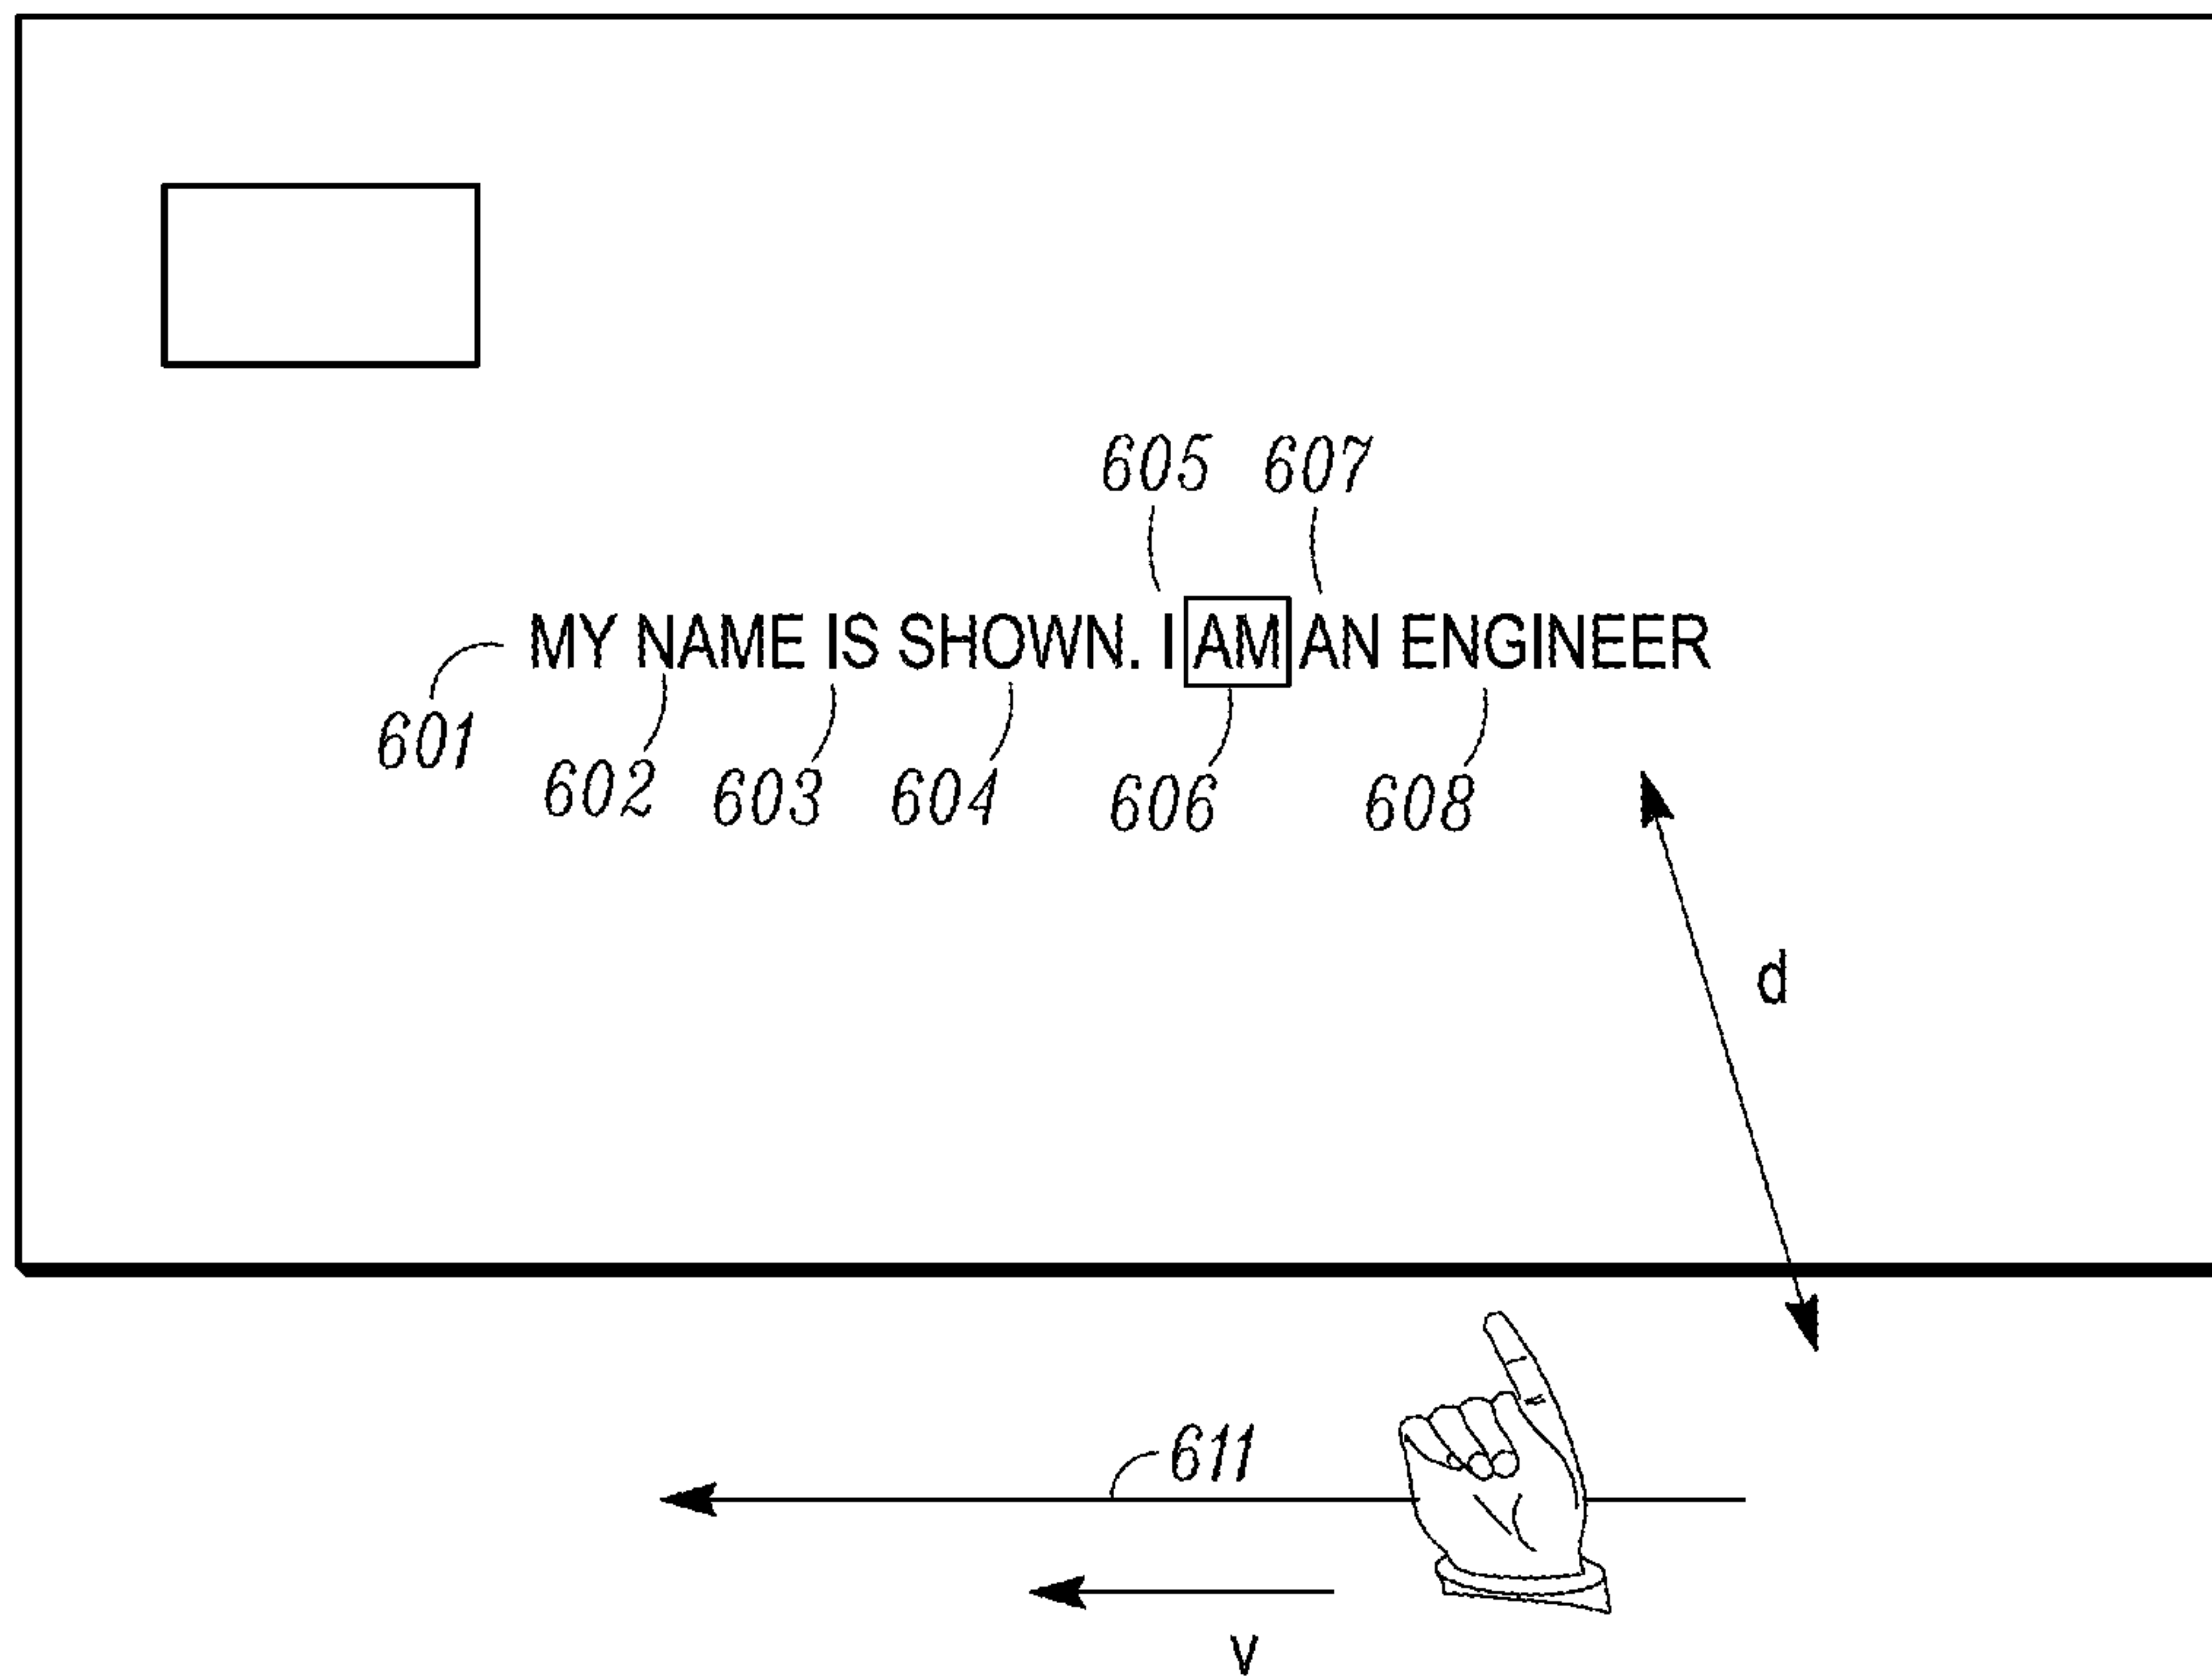 605 607
MY NAME IS SHOWN. I AM AN ENGINEER
601 602 603 604 606 608
d
611
v